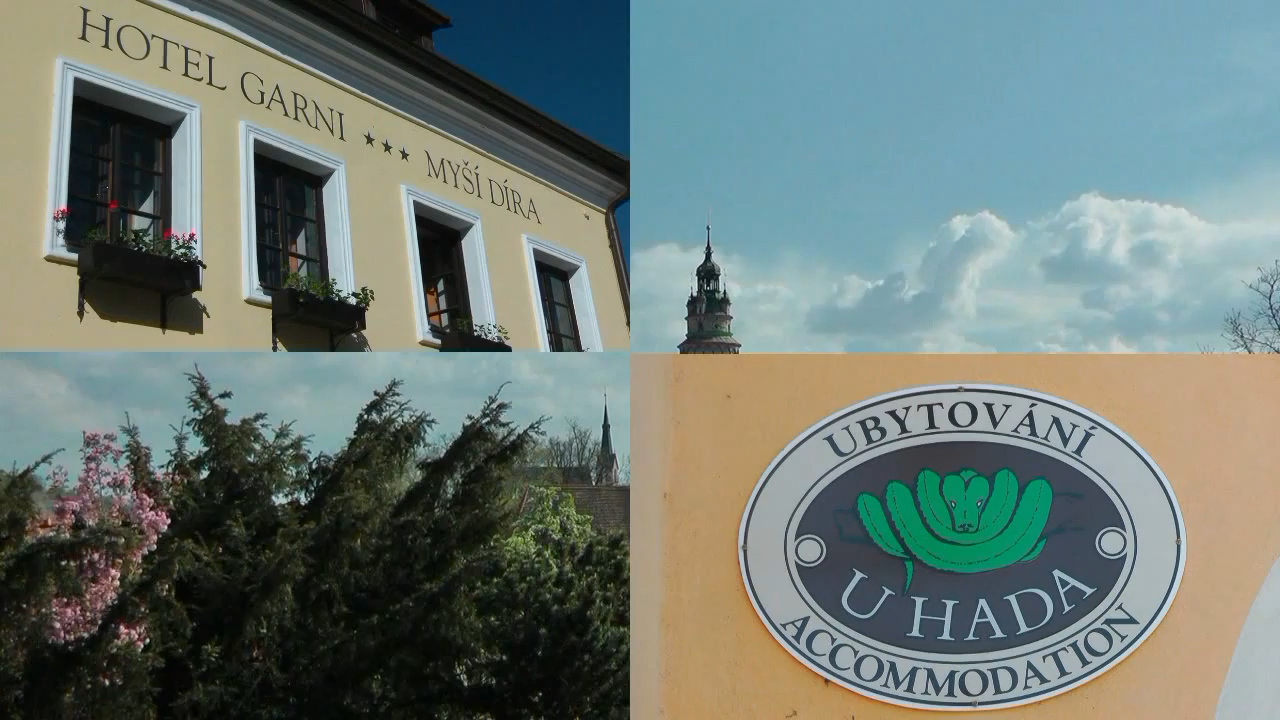 HOTEL GARNI *** MYŠÍ DÍRA
UBYTOVÁNÍ
U HADA
ACCOMMODATION